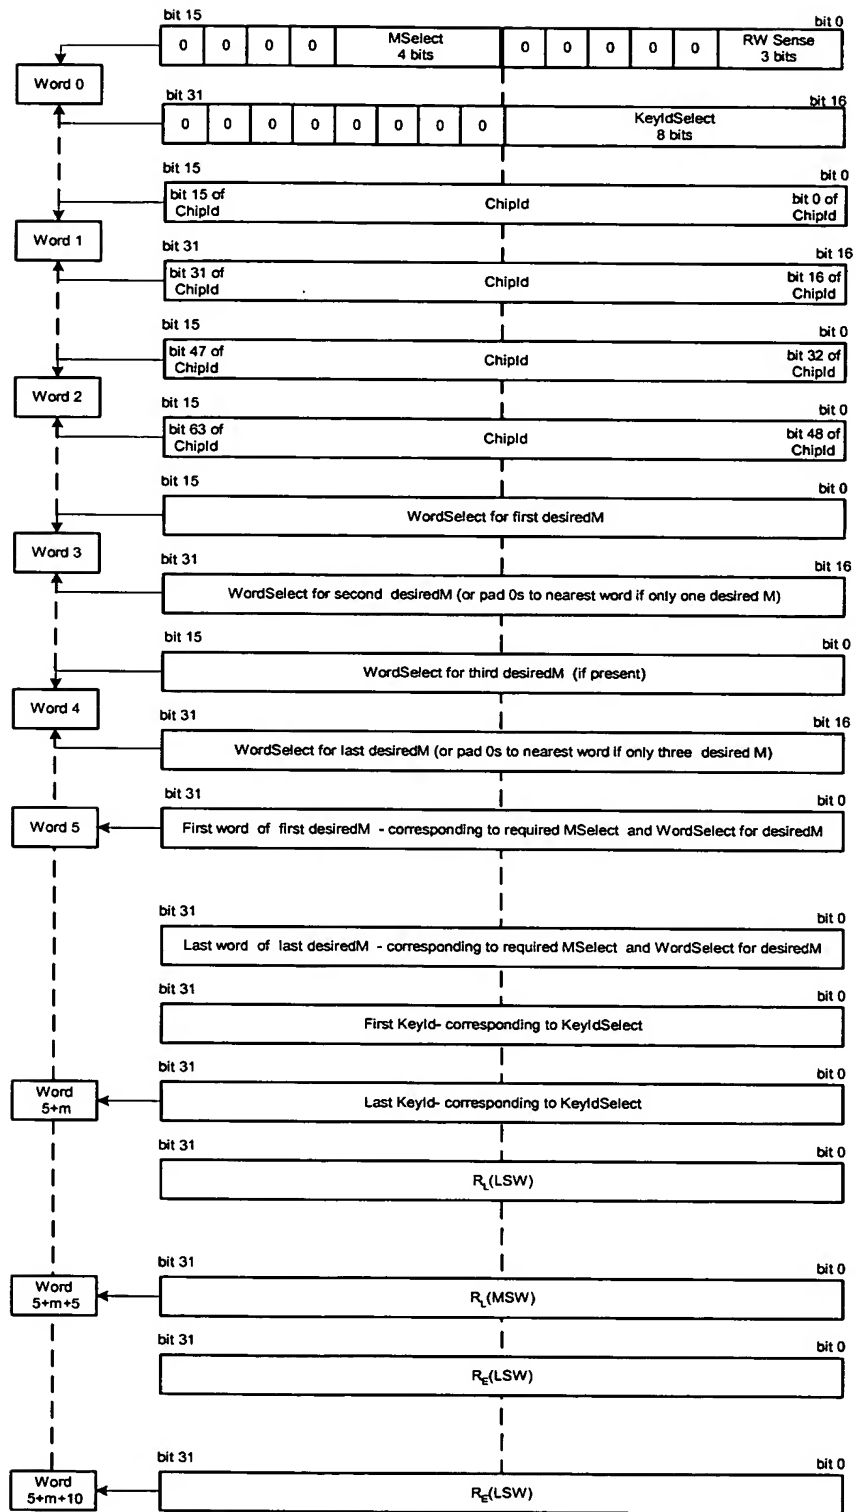 bit 15 bit 0
0 0 0 0 MSelect 4 bits 0 0 0 0 0 RW Sense 3 bits
Word 0
bit 31 bit 16
0 0 0 0 0 0 0 0 KeyIdSelect 8 bits
bit 15 bit 0
bit 15 of ChipId ChipId bit 0 of ChipId
Word 1
bit 31 bit 16
bit 31 of ChipId ChipId bit 16 of ChipId
bit 15 bit 0
bit 47 of ChipId ChipId bit 32 of ChipId
Word 2
bit 15 bit 0
bit 63 of ChipId ChipId bit 48 of ChipId
bit 15 bit 0
WordSelect for first desiredM
Word 3
bit 31 bit 16
WordSelect for second desiredM (or pad 0s to nearest word if only one desired M)
bit 15 bit 0
WordSelect for third desiredM (if present)
Word 4
bit 31 bit 16
WordSelect for last desiredM (or pad 0s to nearest word if only three desired M)
bit 31 bit 0
Word 5 First word of first desiredM - corresponding to required MSelect and WordSelect for desiredM
bit 31 bit 0
Last word of last desiredM - corresponding to required MSelect and WordSelect for desiredM
bit 31 bit 0
First KeyId- corresponding to KeyIdSelect
bit 31 bit 0
Word 5+m Last KeyId- corresponding to KeyIdSelect
bit 31 bit 0
R_L(LSW)
bit 31 bit 0
Word 5+m+5 R_L(MSW)
bit 31 bit 0
R_E(LSW)
bit 31 bit 0
Word 5+m+10 R_E(LSW)